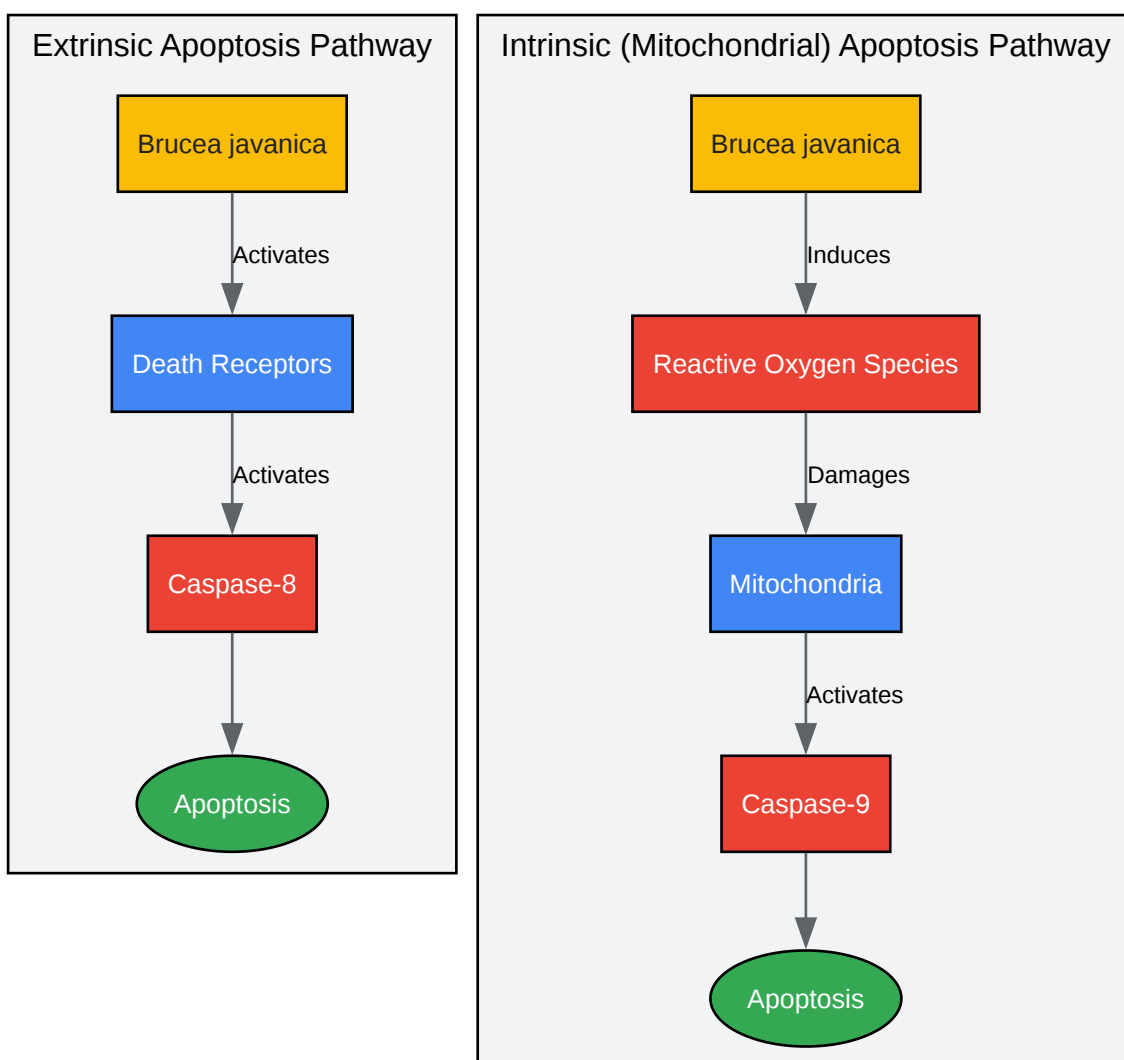 Extrinsic Apoptosis Pathway
Brucea javanica
Activates
Death Receptors
Activates
Caspase-8
Apoptosis
Intrinsic (Mitochondrial) Apoptosis Pathway
Brucea javanica
Induces
Reactive Oxygen Species
Damages
Mitochondria
Activates
Caspase-9
Apoptosis